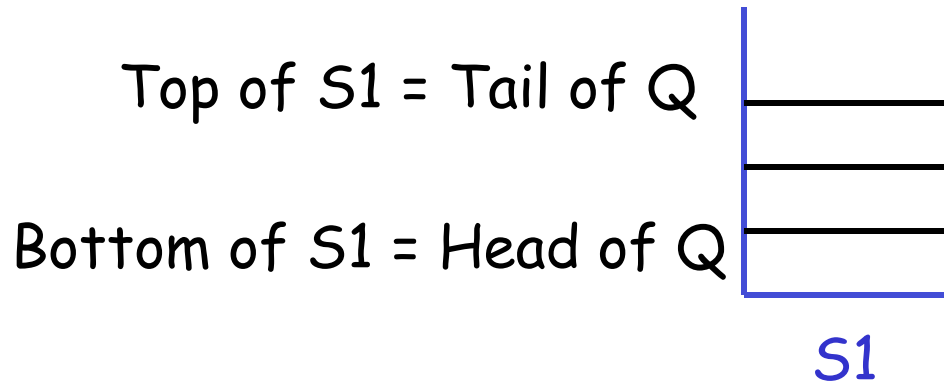 Top of S1 = Tail of Q
Bottom of S1 = Head of Q
S1